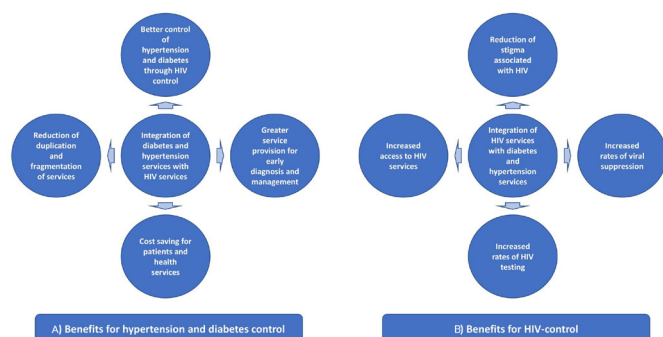 Better control
of
hypertension
and diabetes
through HIV
control
Reduction of
duplication
and
fragmentation
of services
Integration of
diabetes and
hypertension
services with
HIV services
Greater
service
provision for
early
diagnosis and
management
Cost saving for
patients and
health
services
A) Benefits for hypertension and diabetes control
Reduction of
stigma
associated
with HIV
Increased
access to HIV
services
Integration of
HIV services
with diabetes
and
hypertension
services
Increased
rates of viral
suppression
Increased
rates of HIV
testing
B) Benefits for HIV-control